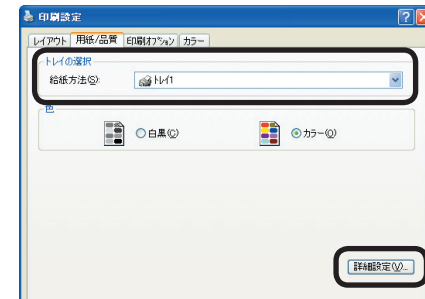 印刷設定
レイアウト 用紙/品質 印刷オプション カラー
トレイの選択
給紙方法(S): トレイ1
色
白黒(C) カラー(O)
詳細設定(V)...